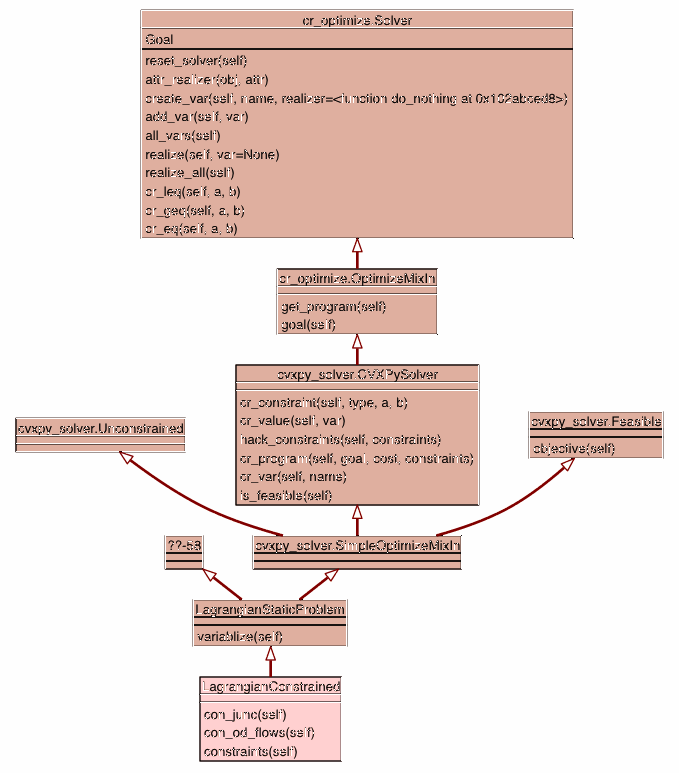 cr_optimize.Solver
Goal
reset_solver(self)
attr_realizer(obj, attr)
create_var(self, name, realizer=<function do_nothing at 0x102abced8>)
add_var(self, var)
all_vars(self)
realize(self, var=None)
realize_all(self)
cr_leq(self, a, b)
cr_geq(self, a, b)
cr_eq(self, a, b)
cr_optimize.OptimizeMixIn
get_program(self)
goal(self)
cvxpy_solver.CVXPySolver
cr_constraint(self, type, a, b)
cr_value(self, var)
hack_constraints(self, constraints)
cr_program(self, goal, cost, constraints)
cr_var(self, name)
is_feasible(self)
cvxpy_solver.Unconstrained
cvxpy_solver.Feasible
objective(self)
??-58
cvxpy_solver.SimpleOptimizeMixIn
LagrangianStaticProblem
variablize(self)
LagrangianConstrained
con_junc(self)
con_od_flows(self)
constraints(self)